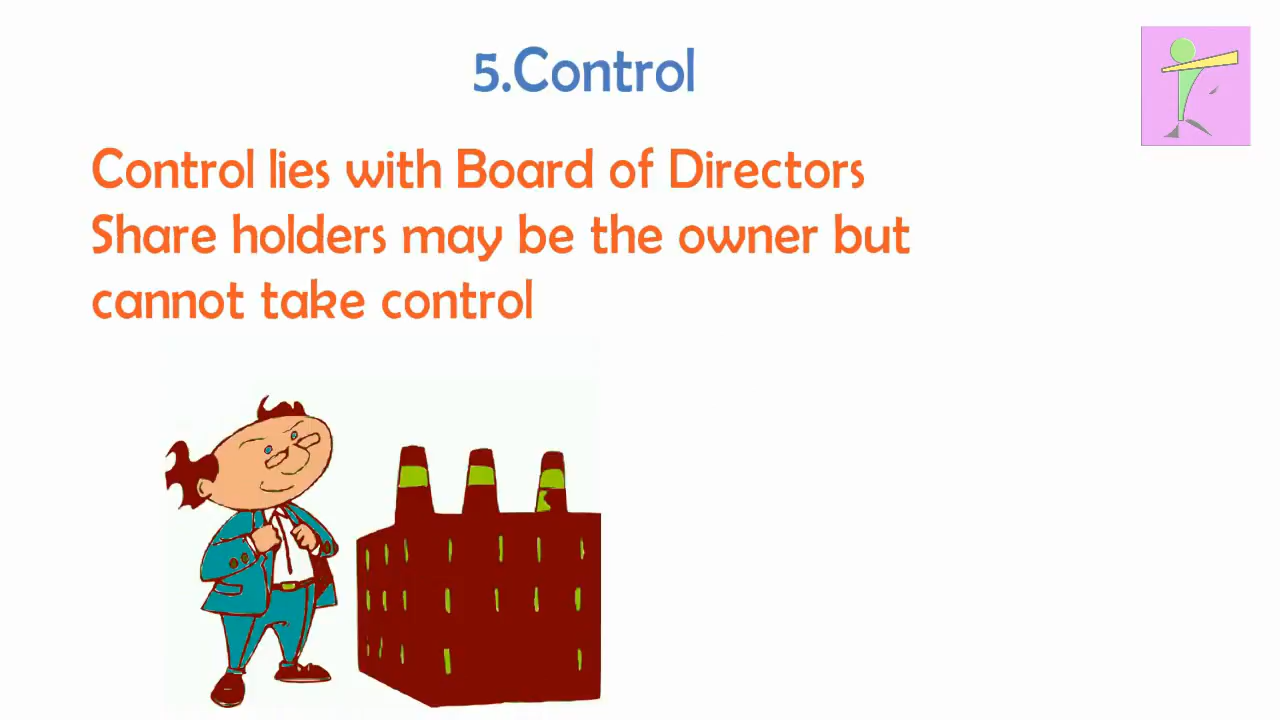 5.Control
Control lies with Board of Directors
Share holders may be the owner but
cannot take control